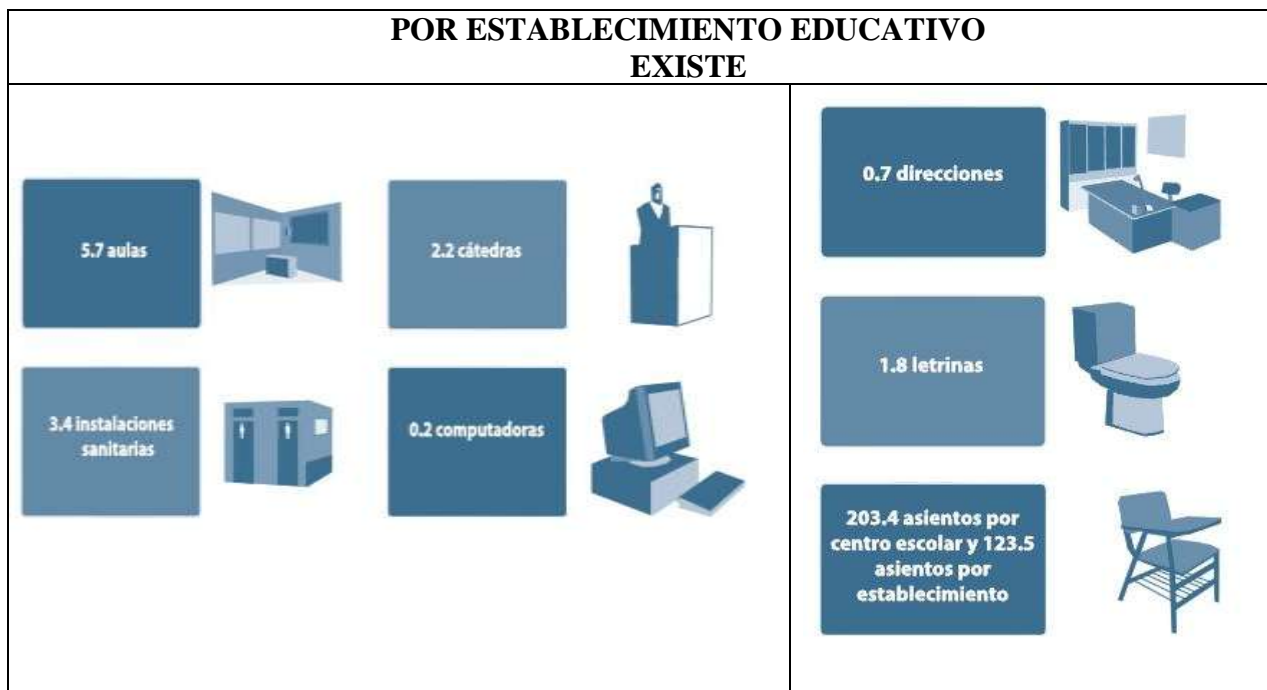 POR ESTABLECIMIENTO EDUCATIVO
EXISTE
5.7 aulas
2.2 cátedras
3.4 instalaciones
sanitarias
0.2 computadoras
0.7 direcciones
1.8 letrinas
203.4 asientos por
centro escolar y 123.5
asientos por
establecimiento